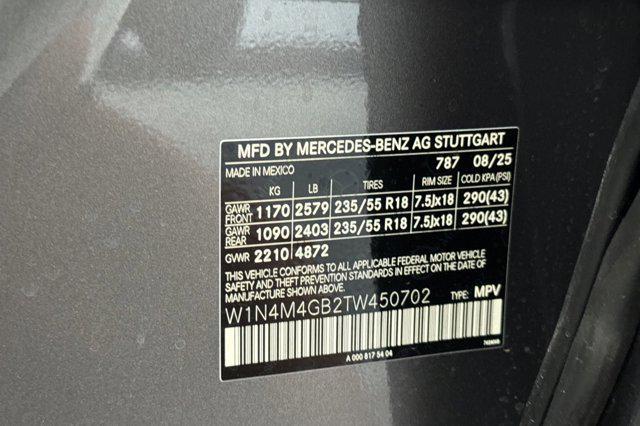 MFD BY MERCEDES-BENZ AG STUTTGART
MADE IN MEXICO 787 08/25
KG LB TIRES RIM SIZE COLD KPA(PSI)
GAWR FRONT 1170 2579 235/55 R18 7.5Jx18 290(43)
GAWR REAR 1090 2403 235/55 R18 7.5Jx18 290(43)
GVWR 2210 4872
THIS VEHICLE CONFORMS TO ALL APPLICABLE FEDERAL MOTOR VEHICLE
SAFETY AND THEFT PREVENTION STANDARDS IN EFFECT ON THE DATE OF
MANUFACTURE SHOWN ABOVE.
W1N4M4GB2TW450702 TYPE: MPV
A 000 817 54 04